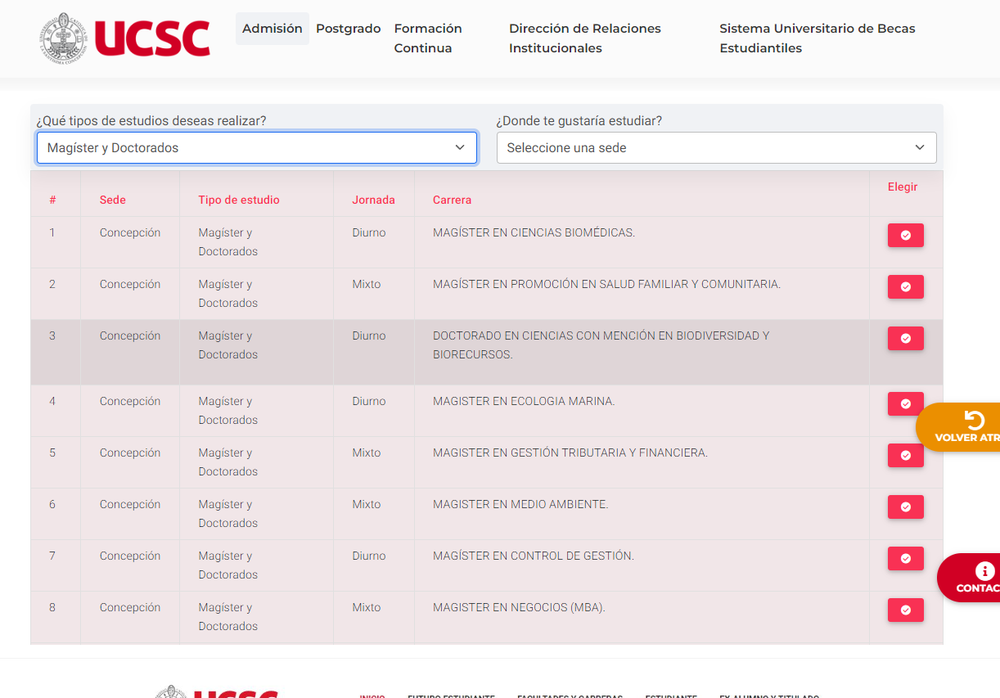 UCSC
Admisión
Postgrado
Formación
Continua
Dirección de Relaciones
Institucionales
Sistema Universitario de Becas
Estudiantiles
¿Qué tipos de estudios deseas realizar?
Magíster y Doctorados
¿Donde te gustaría estudiar?
Seleccione una sede
# Sede Tipo de estudio Jornada Carrera Elegir
1 Concepción Magíster y Diurno MAGÍSTER EN CIENCIAS BIOMÉDICAS.
Doctorados
2 Concepción Magíster y Mixto MAGÍSTER EN PROMOCIÓN EN SALUD FAMILIAR Y COMUNITARIA.
Doctorados
3 Concepción Magíster y Diurno DOCTORADO EN CIENCIAS CON MENCIÓN EN BIODIVERSIDAD Y
Doctorados BIORECURSOS.
4 Concepción Magíster y Diurno MAGISTER EN ECOLOGIA MARINA.
Doctorados
5 Concepción Magíster y Mixto MAGISTER EN GESTIÓN TRIBUTARIA Y FINANCIERA.
Doctorados
6 Concepción Magíster y Mixto MAGISTER EN MEDIO AMBIENTE.
Doctorados
7 Concepción Magíster y Diurno MAGÍSTER EN CONTROL DE GESTIÓN.
Doctorados
8 Concepción Magíster y Mixto MAGISTER EN NEGOCIOS (MBA).
Doctorados
VOLVER ATR
CONTAC
UCSC
INICIO FUTURO ESTUDIANTE FACULTADES Y CARRERAS ESTUDIANTE EX ALUMNO Y TITULADO